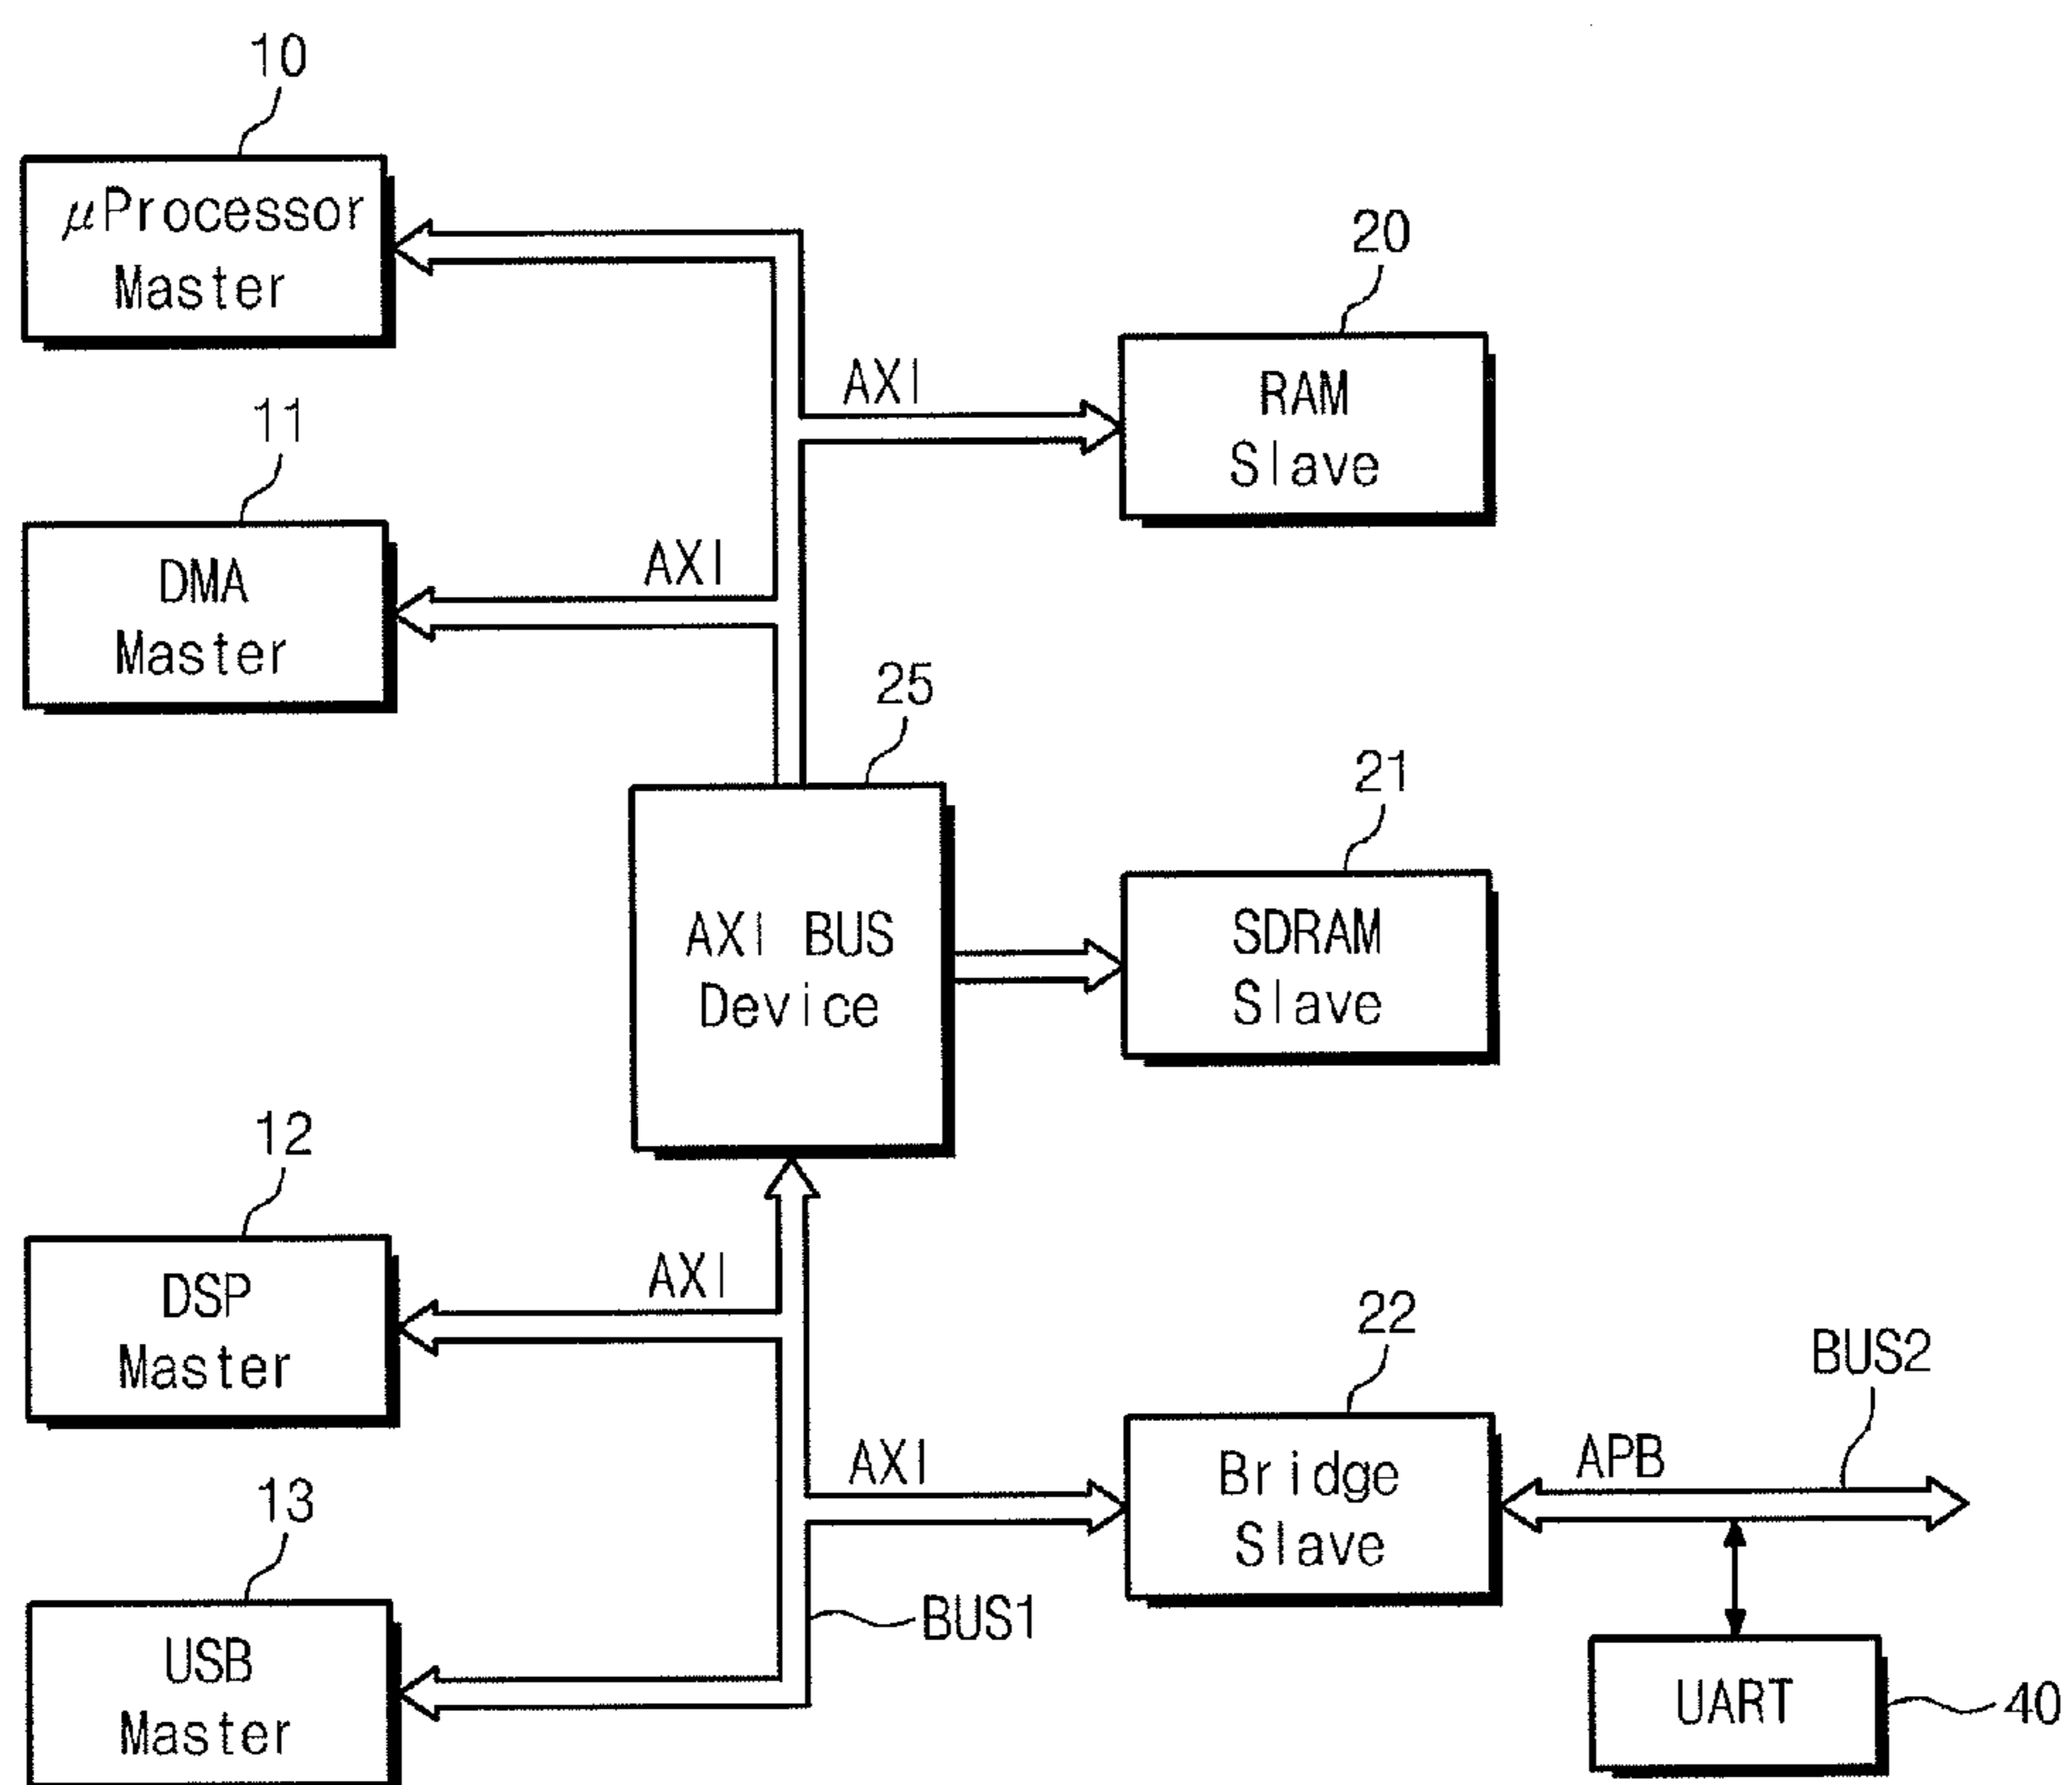 10
μProcessor
Master
20
AXI
RAM
Slave
11
AXI
DMA
Master
25
21
AXI BUS
Device
SDRAM
Slave
12
AXI
DSP
Master
22
BUS2
AXI
Bridge
Slave
APB
13
BUS1
USB
Master
UART
40